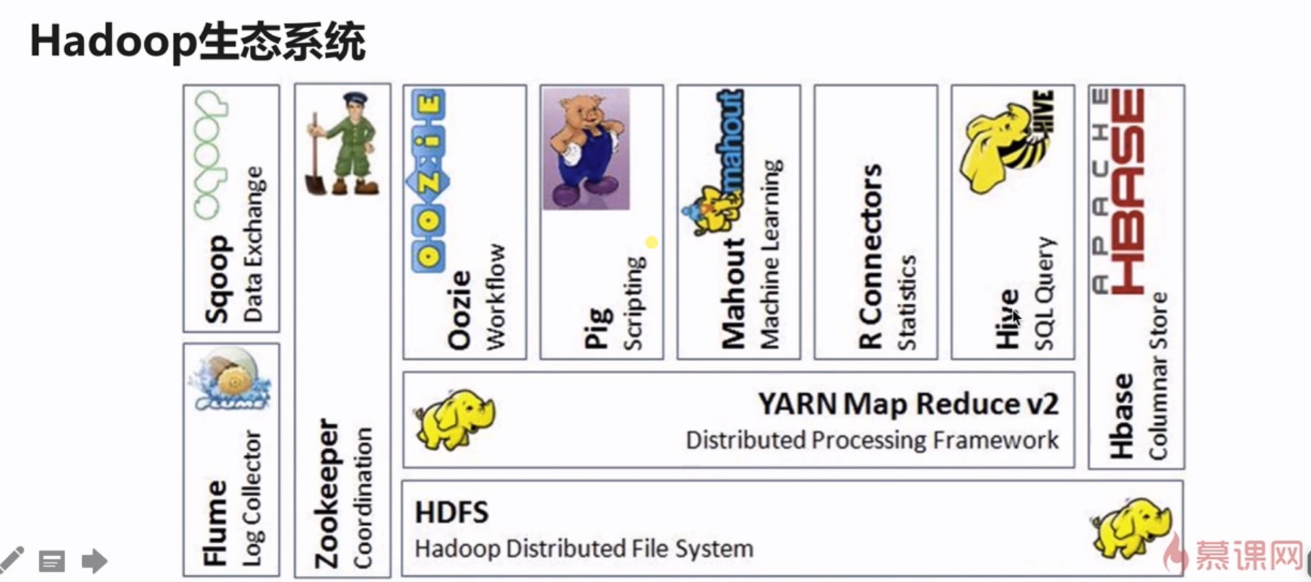 Hadoop生态系统
sqoop
Sqoop
Data Exchange
FLUME
Flume
Log Collector
Zookeeper
Coordination
OOZIE
Oozie
Workflow
Pig
Scripting
mahout
Mahout
Machine Learning
R Connectors
Statistics
HIVE
Hive
SQL Query
APACHE
HBASE
Hbase
Columnar Store
YARN Map Reduce v2
Distributed Processing Framework
HDFS
Hadoop Distributed File System
慕课网